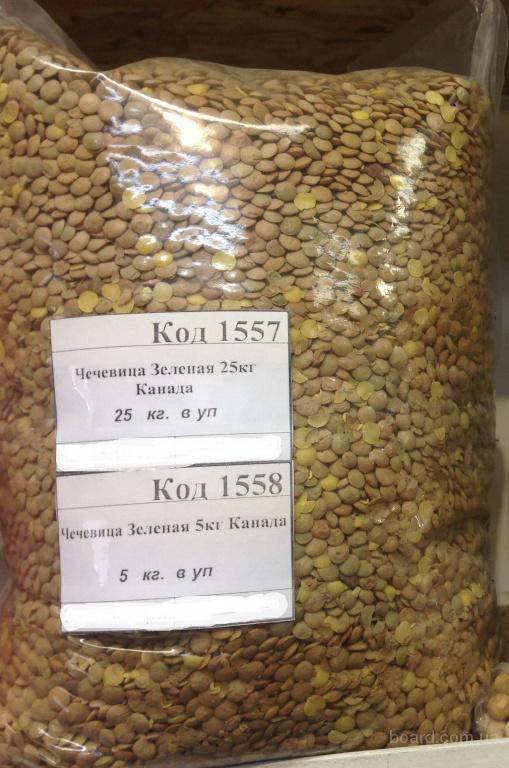 Код 1557
Чечевица Зеленая 25кг
Канада
25 кг. в уп
Код 1558
Чечевица Зеленая 5кг Канада
5 кг. в уп
board.com.ua